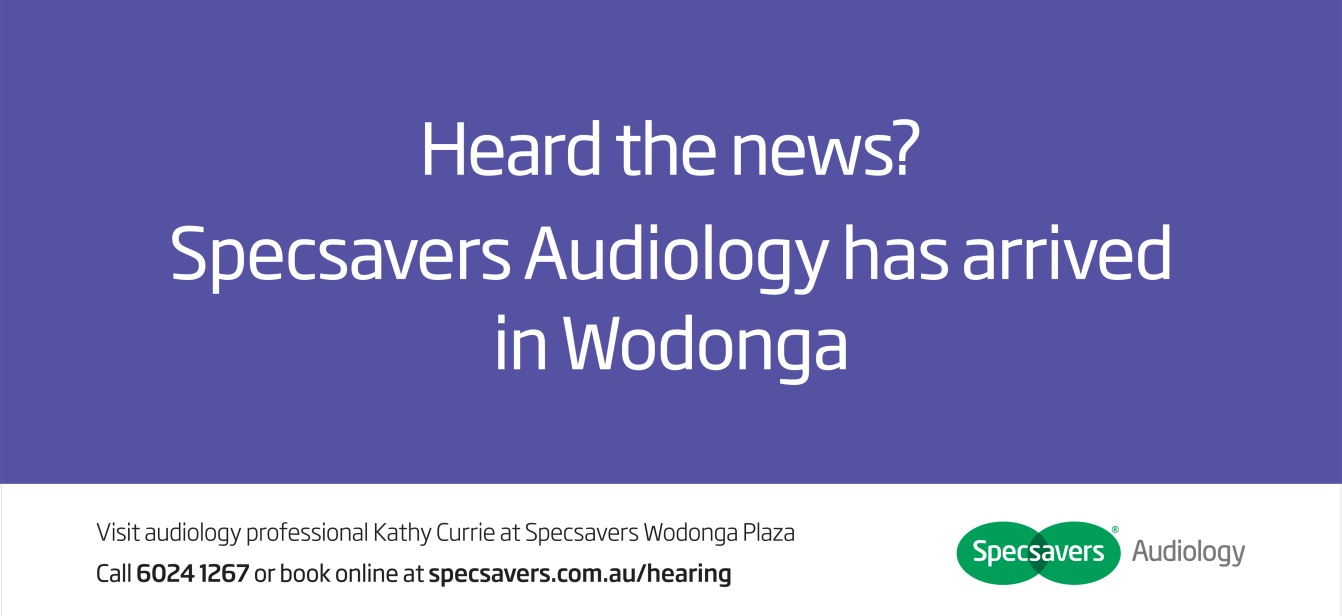 Heard the news?
Specsavers Audiology has arrived
in Wodonga
Visit audiology professional Kathy Currie at Specsavers Wodonga Plaza
Call 6024 1267 or book online at specsavers.com.au/hearing
Specsavers® Audiology